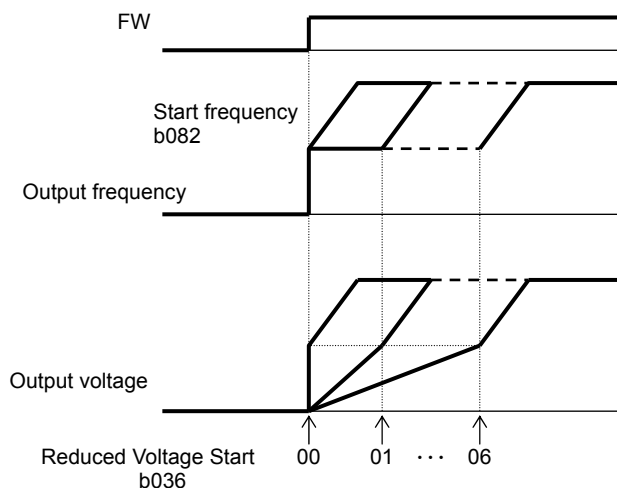 FW
Start frequency
b082
Output frequency
Output voltage
Reduced Voltage Start 00 01 ··· 06
b036